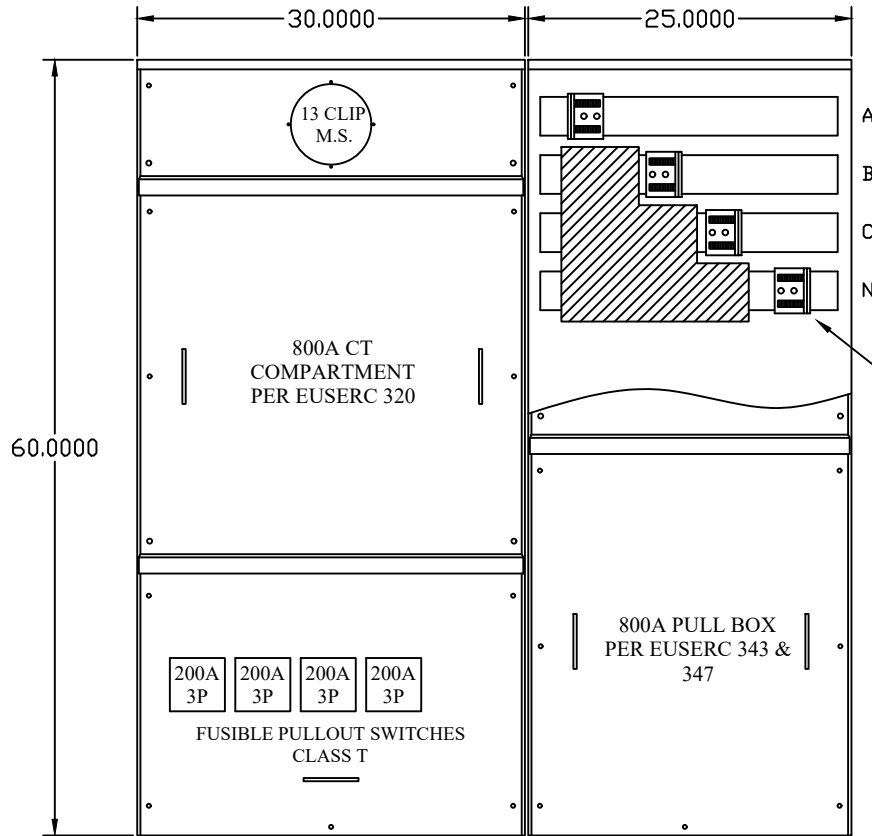 30.0000
25.0000
13 CLIP
M.S.
A
B
C
N
800A CT
COMPARTMENT
PER EUSERC 320
60.0000
800A PULL BOX
PER EUSERC 343 &
347
200A
3P
200A
3P
200A
3P
200A
3P
FUSIBLE PULLOUT SWITCHES
CLASS T